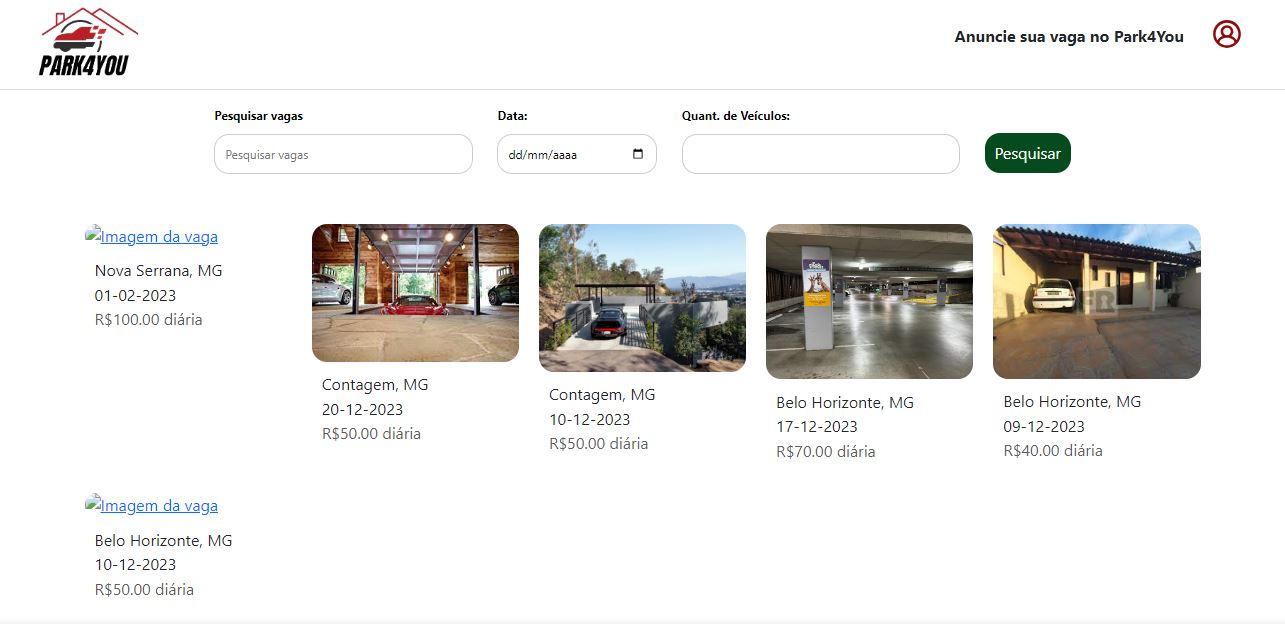 PARK4YOU
Anuncie sua vaga no Park4You
Pesquisar vagas
Data:
Quant. de Veículos:
Pesquisar vagas
dd/mm/aaaa
Pesquisar
Imagem da vaga
Nova Serrana, MG
01-02-2023
R$100.00 diária
Contagem, MG
20-12-2023
R$50.00 diária
Contagem, MG
10-12-2023
R$50.00 diária
Belo Horizonte, MG
17-12-2023
R$70.00 diária
Belo Horizonte, MG
09-12-2023
R$40.00 diária
Imagem da vaga
Belo Horizonte, MG
10-12-2023
R$50.00 diária